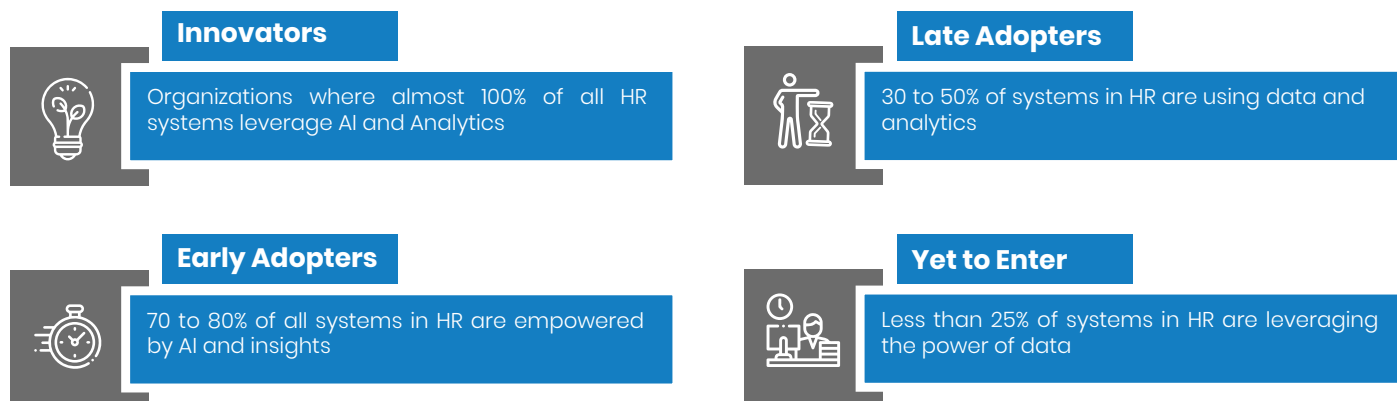 Innovators
Organizations where almost 100% of all HR
systems leverage AI and Analytics
Late Adopters
30 to 50% of systems in HR are using data and
analytics
Early Adopters
70 to 80% of all systems in HR are empowered
by AI and insights
Yet to Enter
Less than 25% of systems in HR are leveraging
the power of data